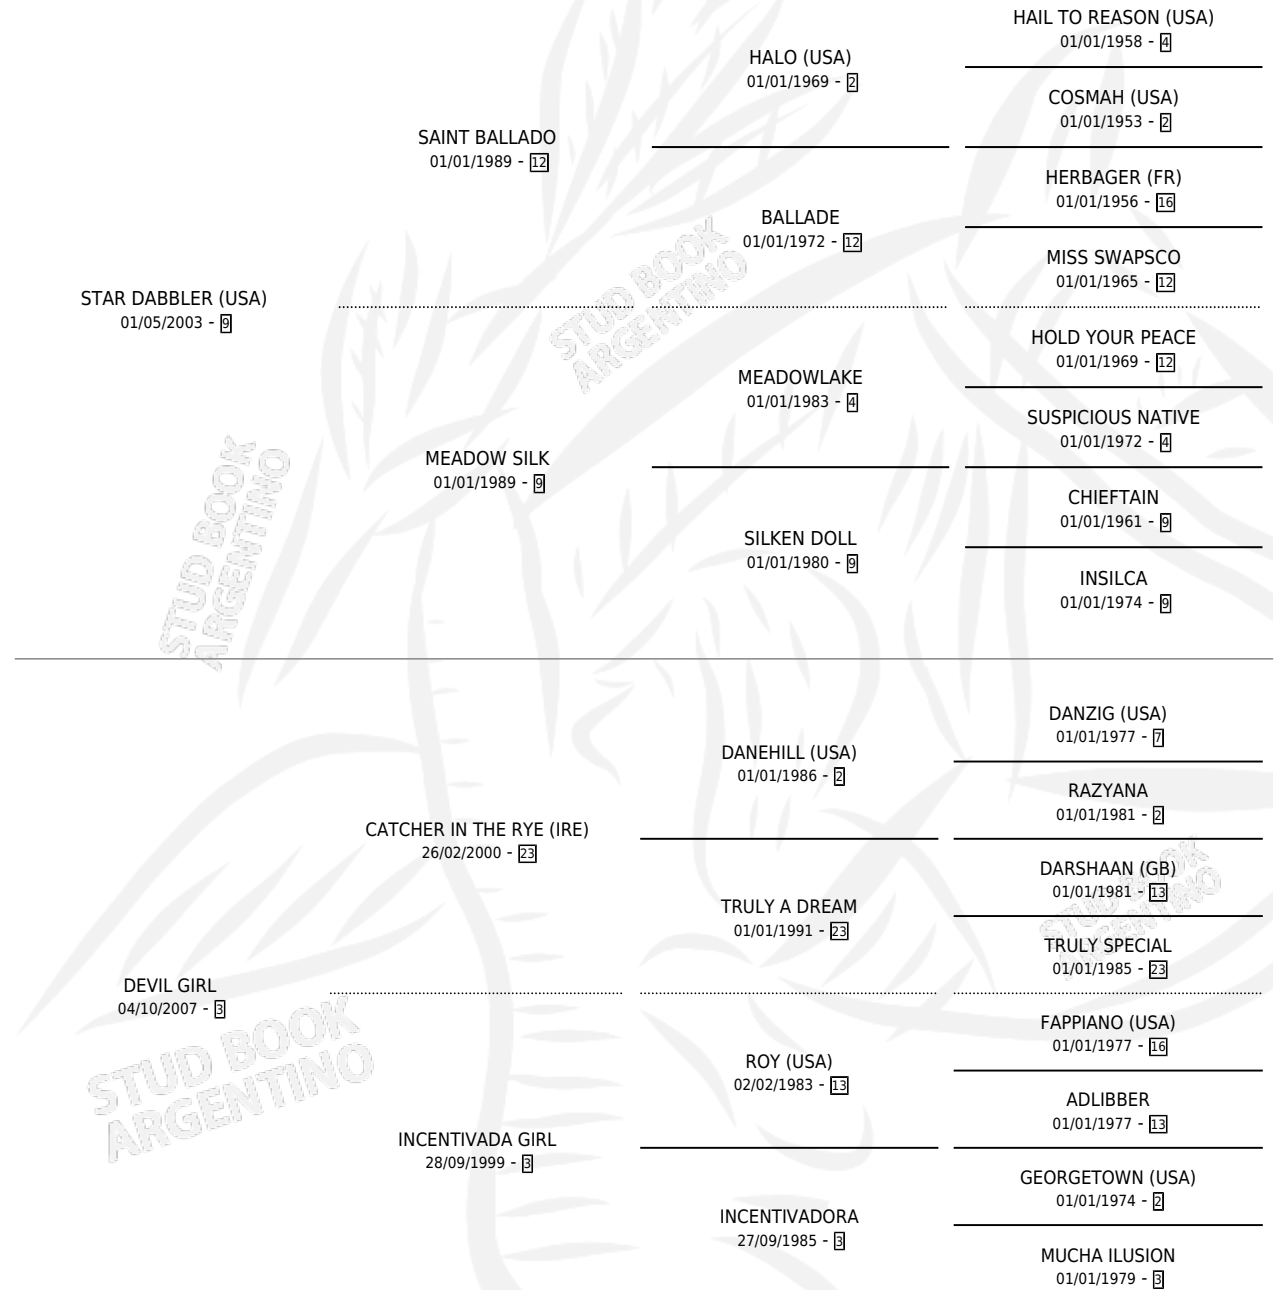 HAIL TO REASON (USA)
01/01/1958 - 4
HALO (USA)
01/01/1969 - 2
COSMAH (USA)
01/01/1953 - 2
SAINT BALLADO
01/01/1989 - 12
HERBAGER (FR)
01/01/1956 - 16
BALLADE
01/01/1972 - 12
MISS SWAPSCO
01/01/1965 - 12
STAR DABBLER (USA)
01/05/2003 - 9
HOLD YOUR PEACE
01/01/1969 - 12
MEADOWLAKE
01/01/1983 - 4
SUSPICIOUS NATIVE
01/01/1972 - 4
MEADOW SILK
01/01/1989 - 9
CHIEFTAIN
01/01/1961 - 9
SILKEN DOLL
01/01/1980 - 9
INSILCA
01/01/1974 - 9
DANZIG (USA)
01/01/1977 - 7
DANEHILL (USA)
01/01/1986 - 2
RAZYANA
01/01/1981 - 2
CATCHER IN THE RYE (IRE)
26/02/2000 - 23
DARSHAAN (GB)
01/01/1981 - 13
TRULY A DREAM
01/01/1991 - 23
TRULY SPECIAL
01/01/1985 - 23
DEVIL GIRL
04/10/2007 - 3
FAPPIANO (USA)
01/01/1977 - 16
ROY (USA)
02/02/1983 - 13
ADLIBBER
01/01/1977 - 13
INCENTIVADA GIRL
28/09/1999 - 3
GEORGETOWN (USA)
01/01/1974 - 2
INCENTIVADORA
27/09/1985 - 3
MUCHA ILUSION
01/01/1979 - 3
STUD BOOK
ARGENTINO
STUD BOOK
ARGENTINO
STUD BOOK
ARGENTINO
STUD BOOK
ARGENTINO